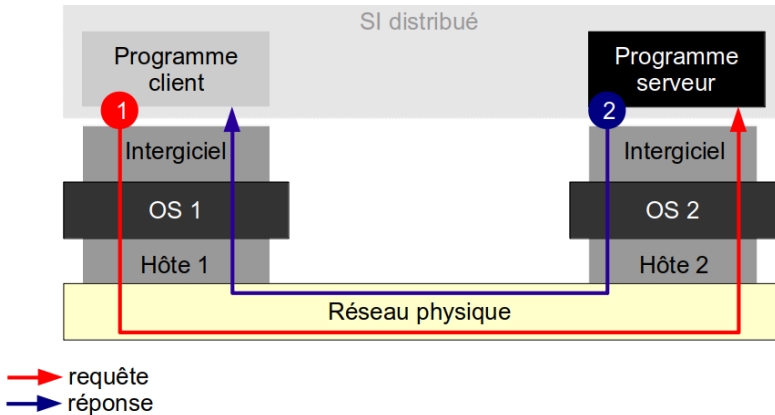 SI distribué
Programme
client
Programme
serveur
1
2
Intergiciel
Intergiciel
OS 1
OS 2
Hôte 1
Hôte 2
Réseau physique
requête
réponse